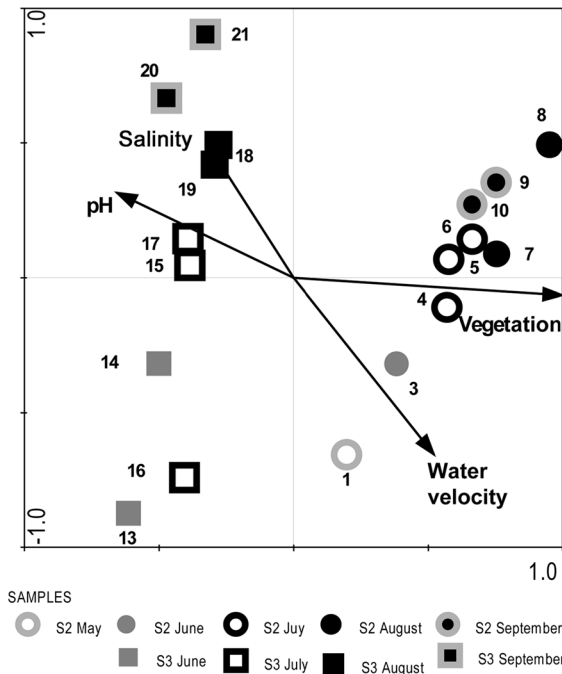 1.0
21
20
8
Salinity
18
19
9
10
pH
6
17
7
15
5
4
Vegetation
14
3
16
1
Water
velocity
13
-1.0
1.0
SAMPLES
S2 May
S2 June
S2 Juy
S2 August
S2 September
S3 June
S3 July
S3 August
S3 September